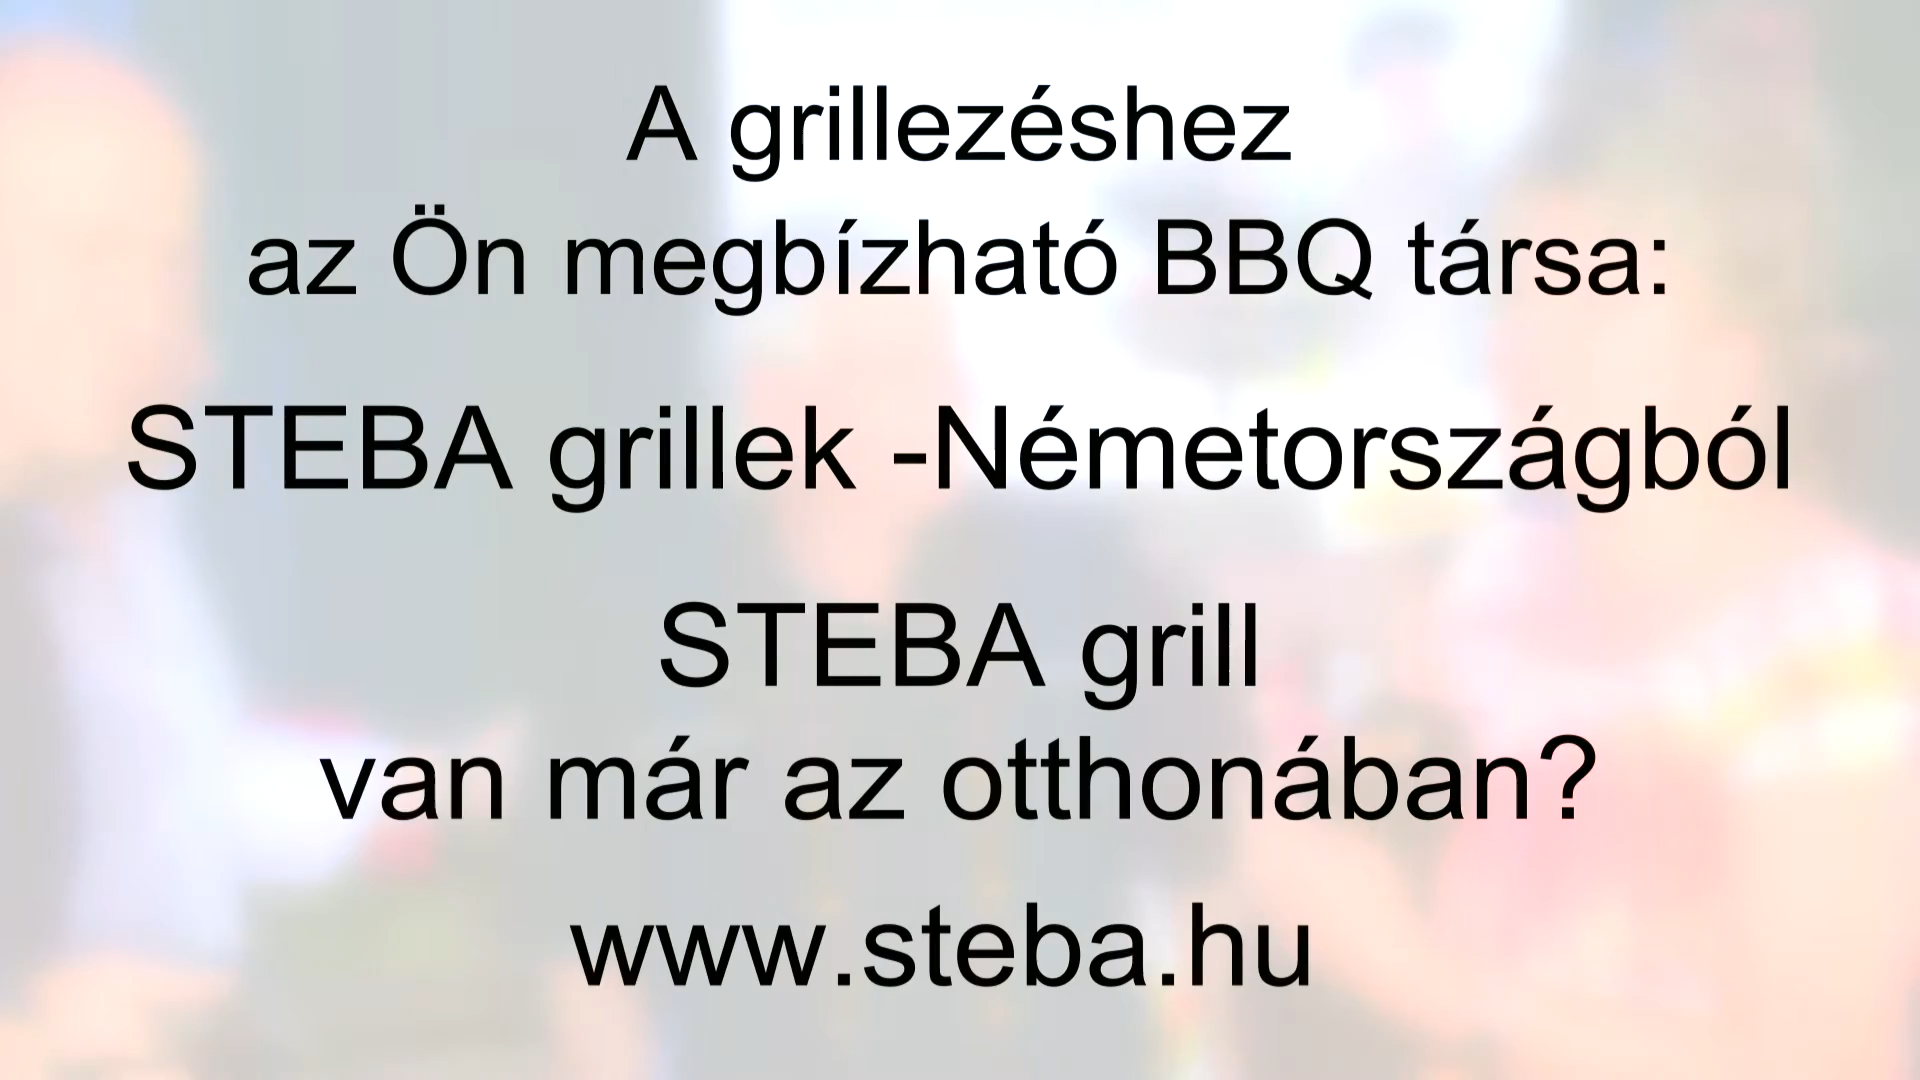 A grillezéshez
az Ön megbízható BBQ társa:
STEBA grillek -Németországból
STEBA grill
van már az otthonában?
www.steba.hu